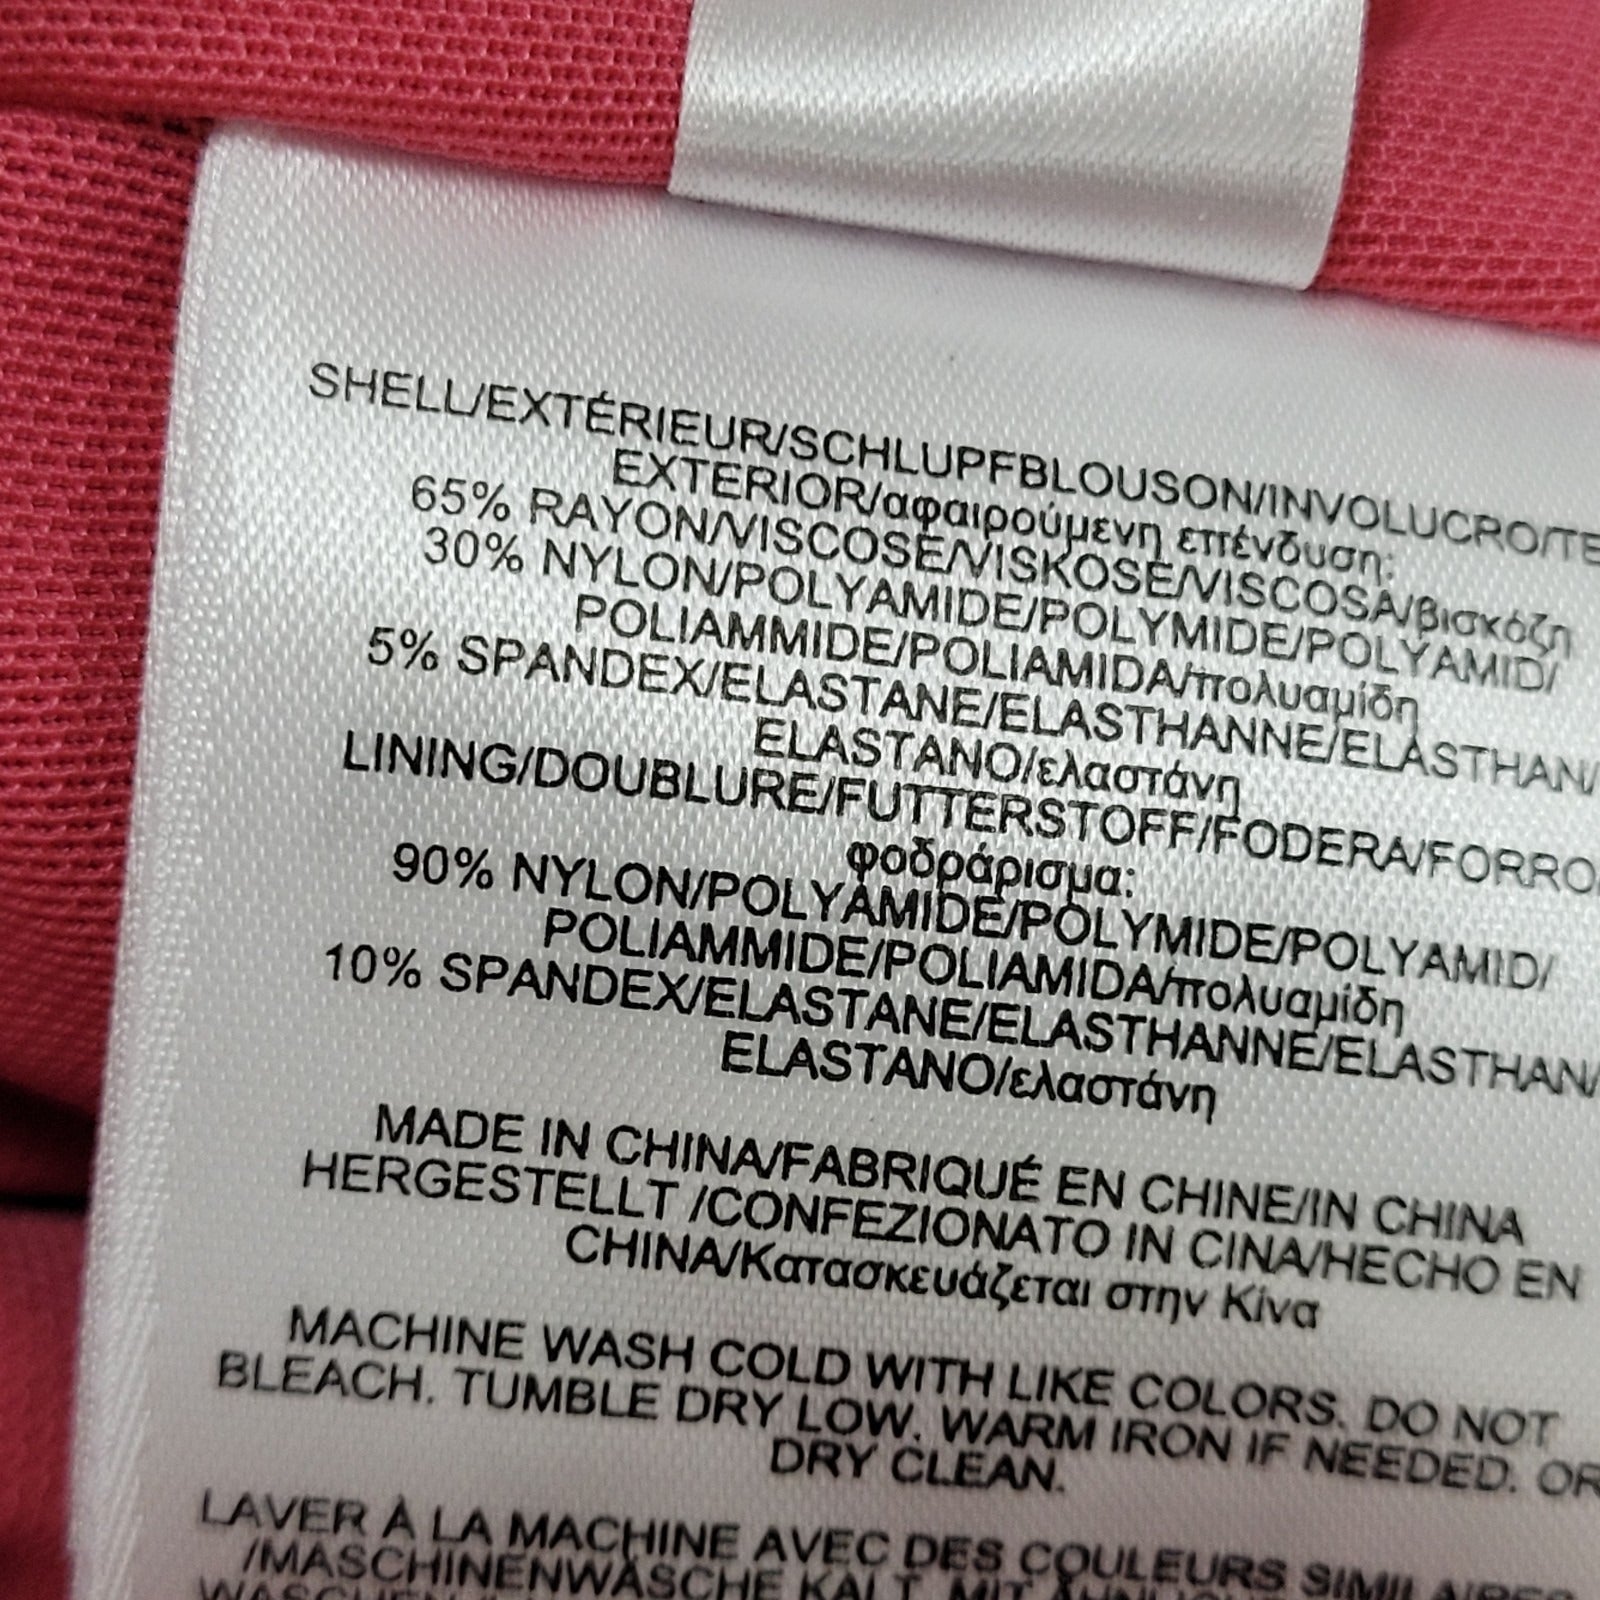 SHELL/EXTÉRIEUR/SCHLUPFBLOUSON/INVOLUCRO/TE
EXTERIOR/αφαιρούμενη επένδυση:
65% RAYON/VISCOSE/VISKOSE/VISCOSA/βισκόζη
30% NYLON/POLYAMIDE/POLYMIDE/POLYAMID/
POLIAMMIDE/POLIAMIDA/πολυαμίδη
5% SPANDEX/ELASTANE/ELASTHANNE/ELASTHAN/
ELASTANO/ελαστάνη
LINING/DOUBLURE/FUTTERSTOFF/FODERA/FORRO
φοδράρισμα:
90% NYLON/POLYAMIDE/POLYMIDE/POLYAMID/
POLIAMMIDE/POLIAMIDA/πολυαμίδη
10% SPANDEX/ELASTANE/ELASTHANNE/ELASTHAN/
ELASTANO/ελαστάνη
MADE IN CHINA/FABRIQUÉ EN CHINE/IN CHINA
HERGESTELLT /CONFEZIONATO IN CINA/HECHO EN
CHINA/Κατασκευάζεται στην Κίνα
MACHINE WASH COLD WITH LIKE COLORS. DO NOT
BLEACH. TUMBLE DRY LOW. WARM IRON IF NEEDED. OR
DRY CLEAN.
LAVER À LA MACHINE AVEC DES COULEURS SIMILAIRES
/MASCHINENWÄSCHE KALT, MIT